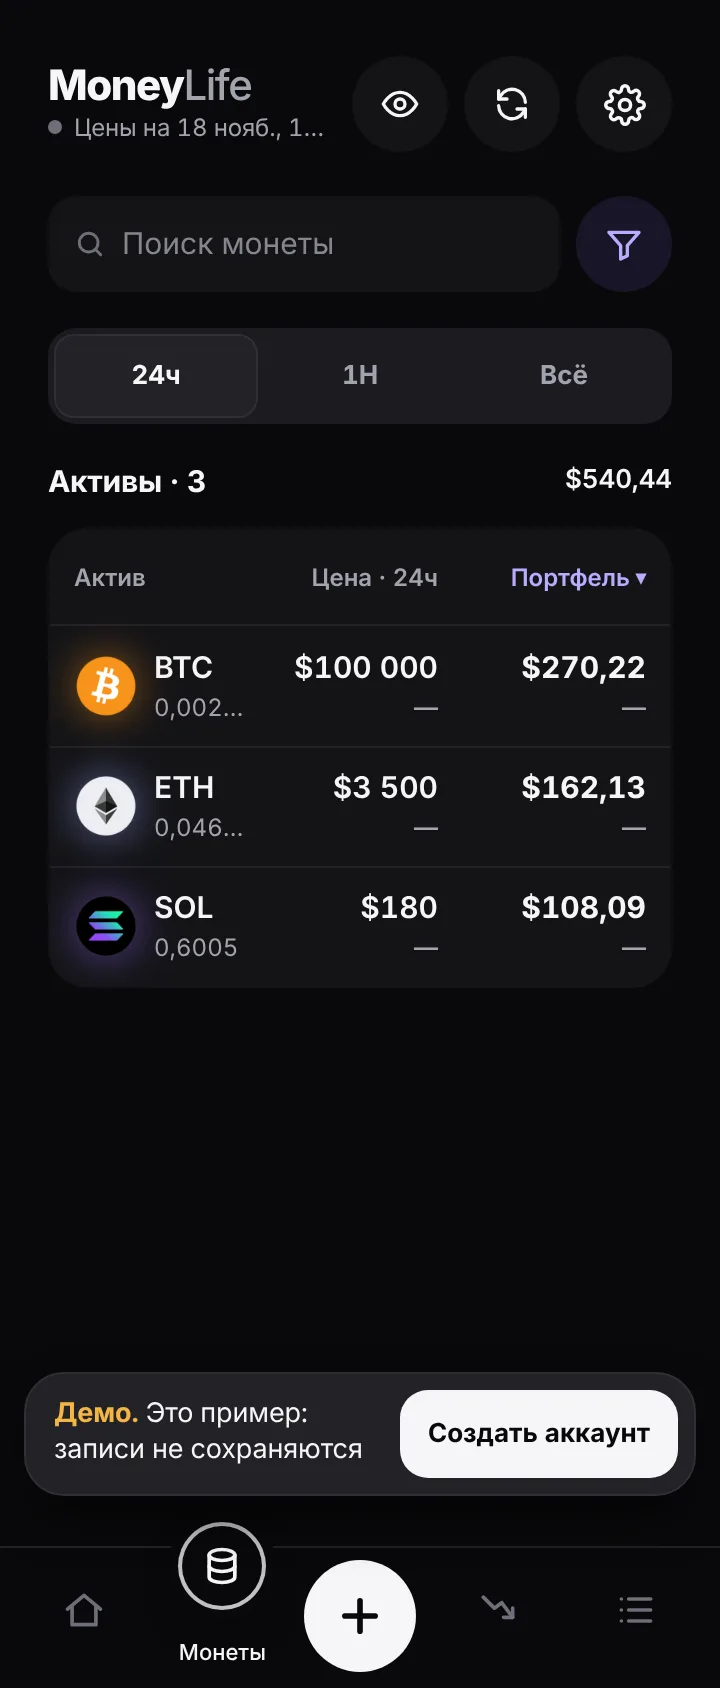 MoneyLife
Цены на 18 нояб., 1...
Поиск монеты
24ч 1Н Всё
Активы · 3 $540,44
Актив Цена · 24ч Портфель ▾
BTC $100 000 $270,22
0,002... — —
ETH $3 500 $162,13
0,046... — —
SOL $180 $108,09
0,6005 — —
Демо. Это пример:
записи не сохраняются
Создать аккаунт
Монеты